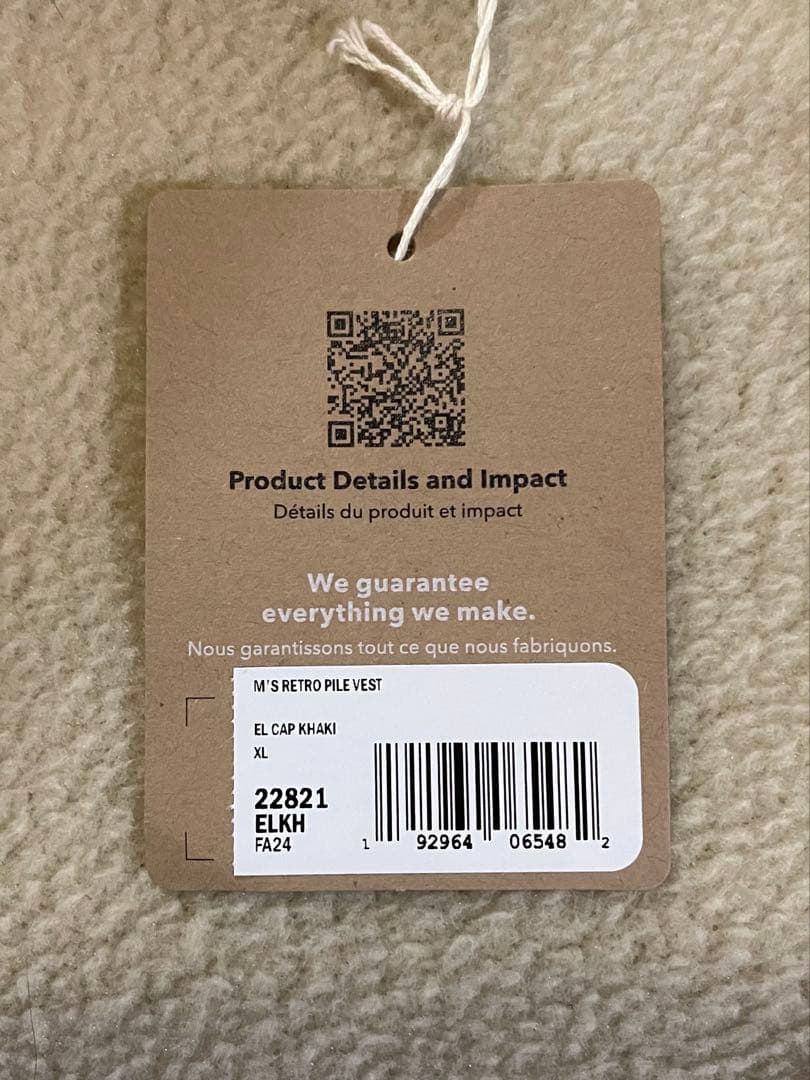 Product Details and Impact
Détails du produit et impact
We guarantee
everything we make.
Nous garantissons tout ce que nous fabriquons.
M'S RETRO PILE VEST
EL CAP KHAKI
XL
22821
ELKH
FA24
1 92964 06548 2